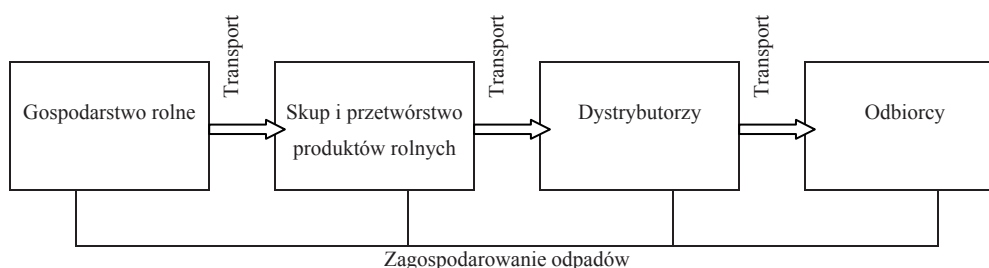 Transport
Transport
Transport
Gospodarstwo rolne
Skup i przetwórstwo
produktów rolnych
Dystrybutorzy
Odbiorcy
Zagospodarowanie odpadów